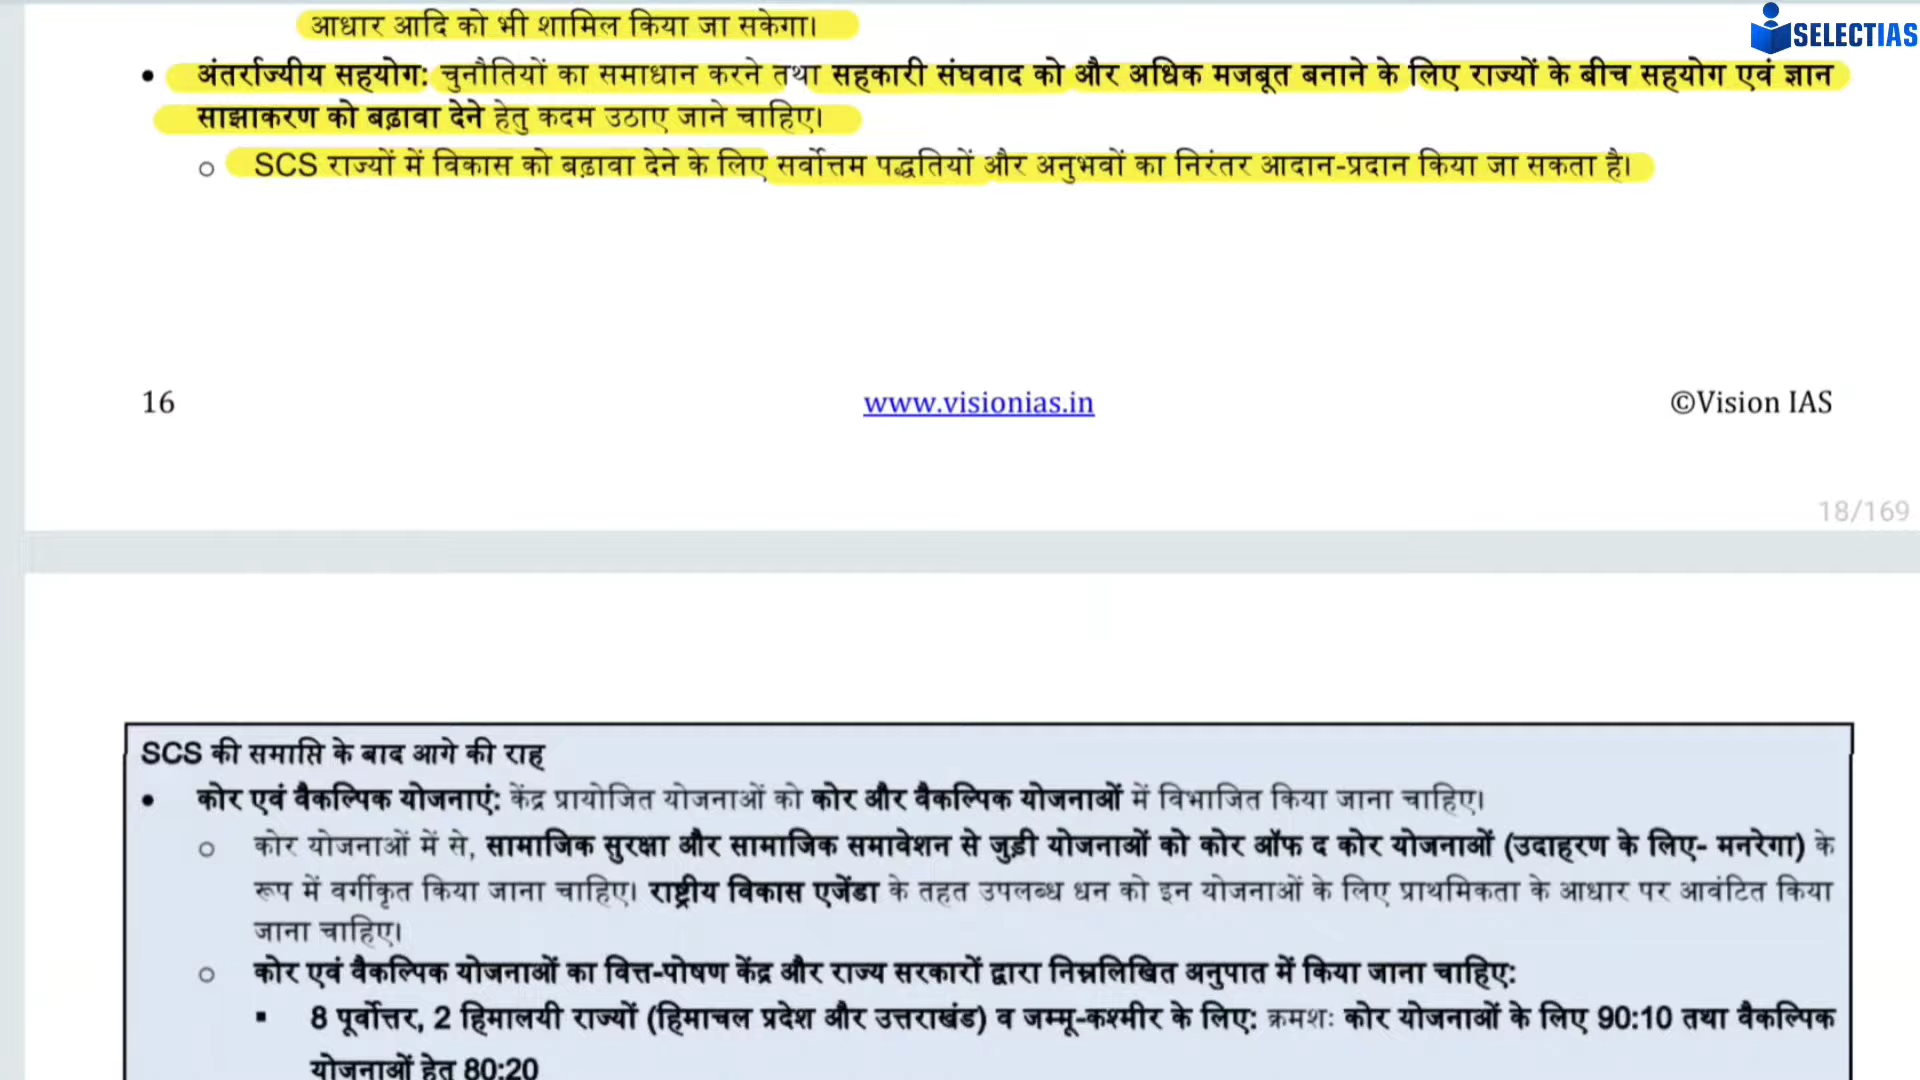 SELECTIAS
आधार आदि को भी शामिल किया जा सकेगा।
• अंतर्राज्यीय सहयोग: चुनौतियों का समाधान करने तथा सहकारी संघवाद को और अधिक मजबूत बनाने के लिए राज्यों के बीच सहयोग एवं ज्ञान
साझाकरण को बढ़ावा देने हेतु कदम उठाए जाने चाहिए।
o SCS राज्यों में विकास को बढ़ावा देने के लिए सर्वोत्तम पद्धतियों और अनुभवों का निरंतर आदान-प्रदान किया जा सकता है।
16 www.visionias.in ©Vision IAS
18/169
SCS की समाप्ति के बाद आगे की राह
• कोर एवं वैकल्पिक योजनाएं: केंद्र प्रायोजित योजनाओं को कोर और वैकल्पिक योजनाओं में विभाजित किया जाना चाहिए।
o कोर योजनाओं में से, सामाजिक सुरक्षा और सामाजिक समावेशन से जुड़ी योजनाओं को कोर ऑफ द कोर योजनाओं (उदाहरण के लिए- मनरेगा) के
रूप में वर्गीकृत किया जाना चाहिए। राष्ट्रीय विकास एजेंडा के तहत उपलब्ध धन को इन योजनाओं के लिए प्राथमिकता के आधार पर आवंटित किया
जाना चाहिए।
o कोर एवं वैकल्पिक योजनाओं का वित्त-पोषण केंद्र और राज्य सरकारों द्वारा निम्नलिखित अनुपात में किया जाना चाहिए:
▪ 8 पूर्वोत्तर, 2 हिमालयी राज्यों (हिमाचल प्रदेश और उत्तराखंड) व जम्मू-कश्मीर के लिए: क्रमशः कोर योजनाओं के लिए 90:10 तथा वैकल्पिक
योजनाओं हेतु 80:20